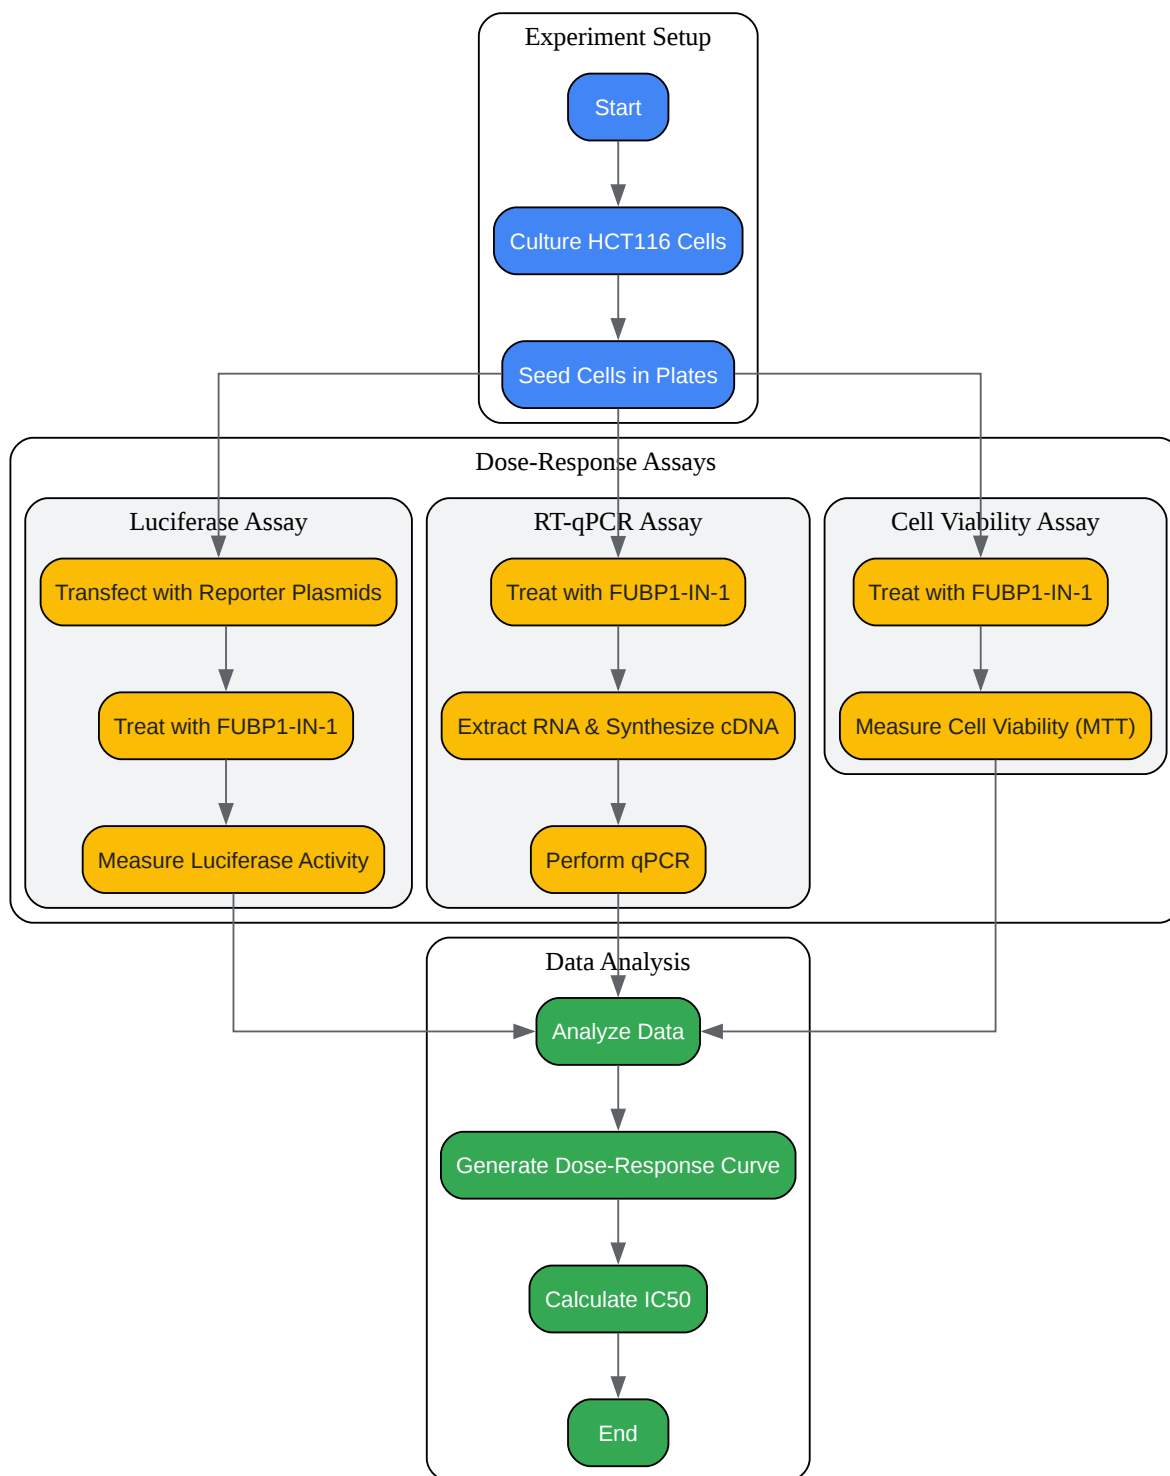 Experiment Setup
Start
Culture HCT116 Cells
Seed Cells in Plates
Dose-Response Assays
Luciferase Assay
Transfect with Reporter Plasmids
Treat with FUBP1-IN-1
Measure Luciferase Activity
RT-qPCR Assay
Treat with FUBP1-IN-1
Extract RNA & Synthesize cDNA
Perform qPCR
Cell Viability Assay
Treat with FUBP1-IN-1
Measure Cell Viability (MTT)
Data Analysis
Analyze Data
Generate Dose-Response Curve
Calculate IC50
End